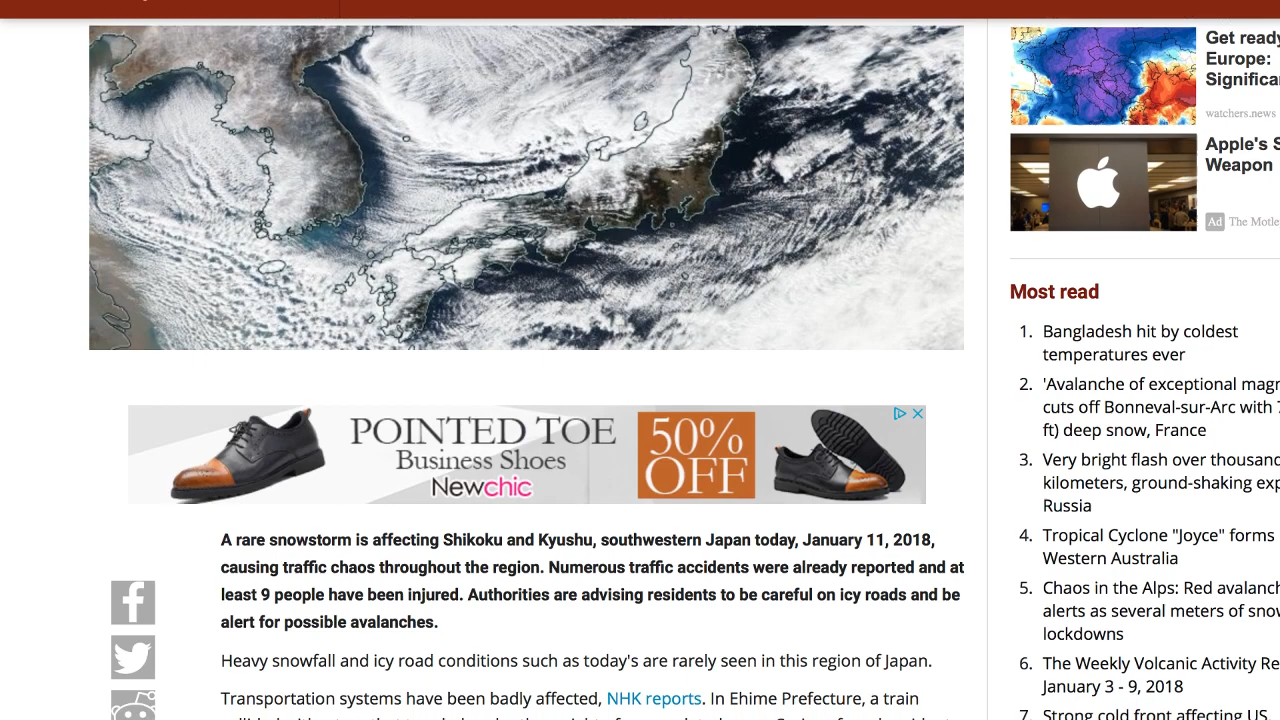 Get ready
Europe:
Significa
watchers.news
Apple's S
Weapon
Ad The Motle
Most read
1. Bangladesh hit by coldest
temperatures ever
2. 'Avalanche of exceptional magn
cuts off Bonneval-sur-Arc with 7
ft) deep snow, France
3. Very bright flash over thousand
kilometers, ground-shaking exp
Russia
4. Tropical Cyclone "Joyce" forms
Western Australia
5. Chaos in the Alps: Red avalanch
alerts as several meters of snow
lockdowns
6. The Weekly Volcanic Activity Re
January 3 - 9, 2018
7. Strong cold front affecting US
POINTED TOE
Business Shoes
Newchic
50%
OFF
A rare snowstorm is affecting Shikoku and Kyushu, southwestern Japan today, January 11, 2018,
causing traffic chaos throughout the region. Numerous traffic accidents were already reported and at
least 9 people have been injured. Authorities are advising residents to be careful on icy roads and be
alert for possible avalanches.
Heavy snowfall and icy road conditions such as today's are rarely seen in this region of Japan.
Transportation systems have been badly affected, NHK reports. In Ehime Prefecture, a train